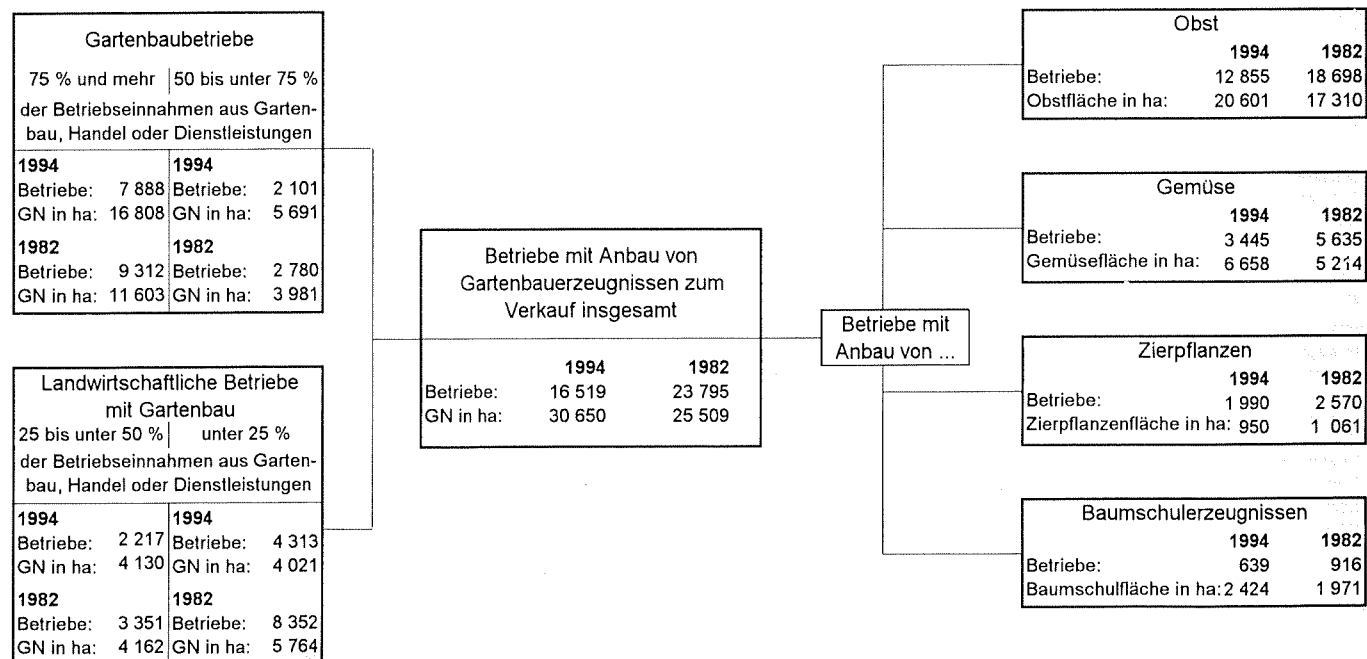 Gartenbaubetriebe
75 % und mehr 50 bis unter 75 %
der Betriebseinnahmen aus Garten-
bau, Handel oder Dienstleistungen
1994 1994
Betriebe: 7 888 Betriebe: 2 101
GN in ha: 16 808 GN in ha: 5 691
1982 1982
Betriebe: 9 312 Betriebe: 2 780
GN in ha: 11 603 GN in ha: 3 981
Landwirtschaftliche Betriebe
mit Gartenbau
25 bis unter 50 % unter 25 %
der Betriebseinnahmen aus Garten-
bau, Handel oder Dienstleistungen
1994 1994
Betriebe: 2 217 Betriebe: 4 313
GN in ha: 4 130 GN in ha: 4 021
1982 1982
Betriebe: 3 351 Betriebe: 8 352
GN in ha: 4 162 GN in ha: 5 764
Betriebe mit Anbau von
Gartenbauerzeugnissen zum
Verkauf insgesamt
1994 1982
Betriebe: 16 519 23 795
GN in ha: 30 650 25 509
Betriebe mit
Anbau von ...
Obst
1994 1982
Betriebe: 12 855 18 698
Obstfläche in ha: 20 601 17 310
Gemüse
1994 1982
Betriebe: 3 445 5 635
Gemüsefläche in ha: 6 658 5 214
Zierpflanzen
1994 1982
Betriebe: 1 990 2 570
Zierpflanzenfläche in ha: 950 1 061
Baumschulerzeugnissen
1994 1982
Betriebe: 639 916
Baumschulfläche in ha: 2 424 1 971